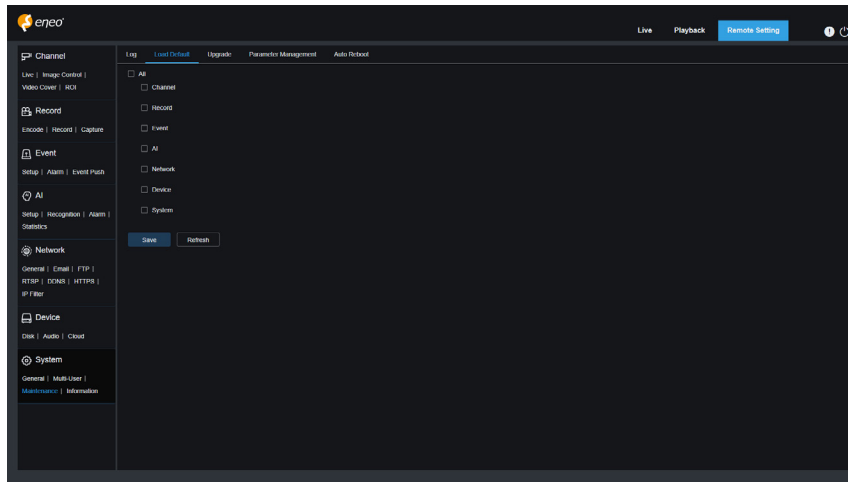 eneo
Live Playback Remote Setting
Channel
Live | Image Control |
Video Cover | ROI
Record
Encode | Record | Capture
Event
Setup | Alarm | Event Push
AI
Setup | Recognition | Alarm |
Statistics
Network
General | Email | FTP |
RTSP | DDNS | HTTPS |
IP Filter
Device
Disk | Audio | Cloud
System
General | Multi-User |
Maintenance | Information
Log Load Default Upgrade Parameter Management Auto Reboot
All
Channel
Record
Event
AI
Network
Device
System
Save Refresh